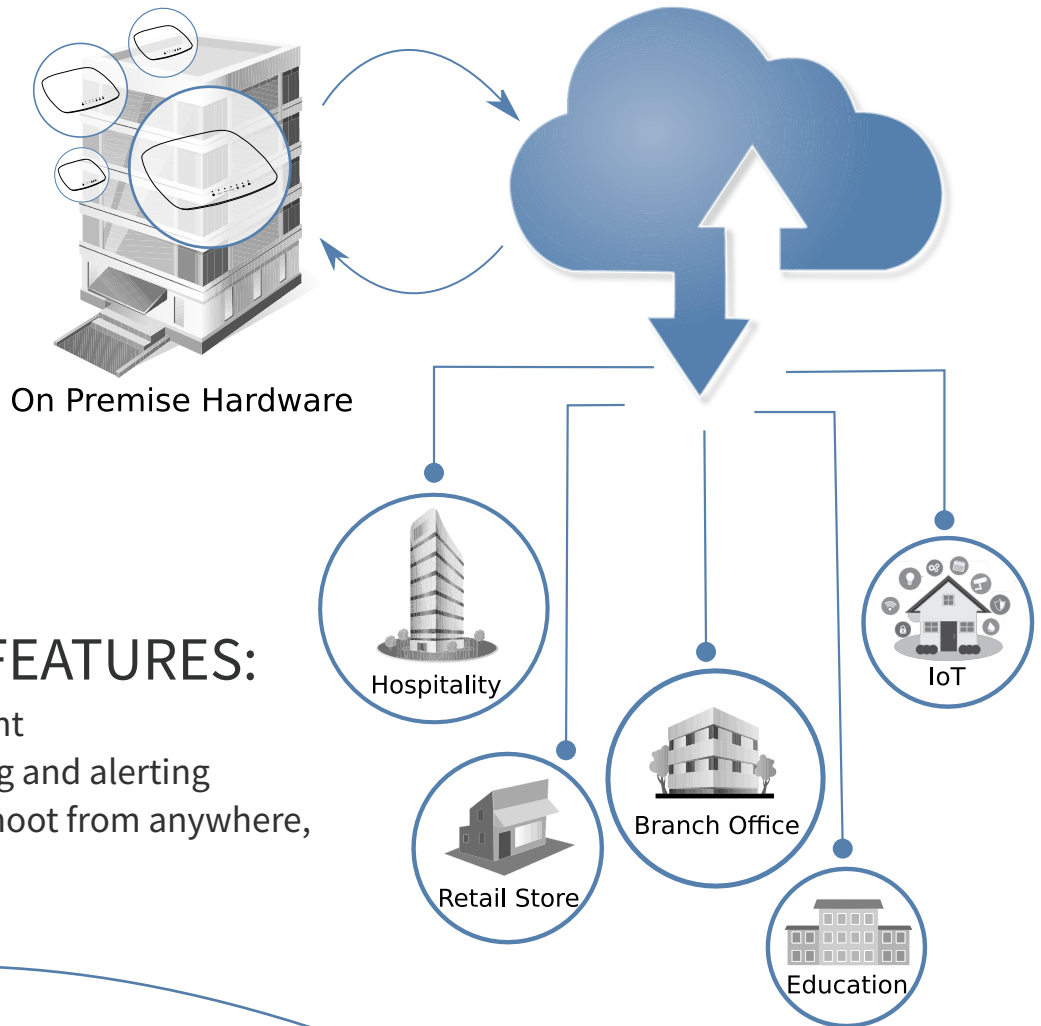 On Premise Hardware
Hospitality
IoT
FEATURES:
nt
g and alerting
hoot from anywhere,
Branch Office
Retail Store
Education